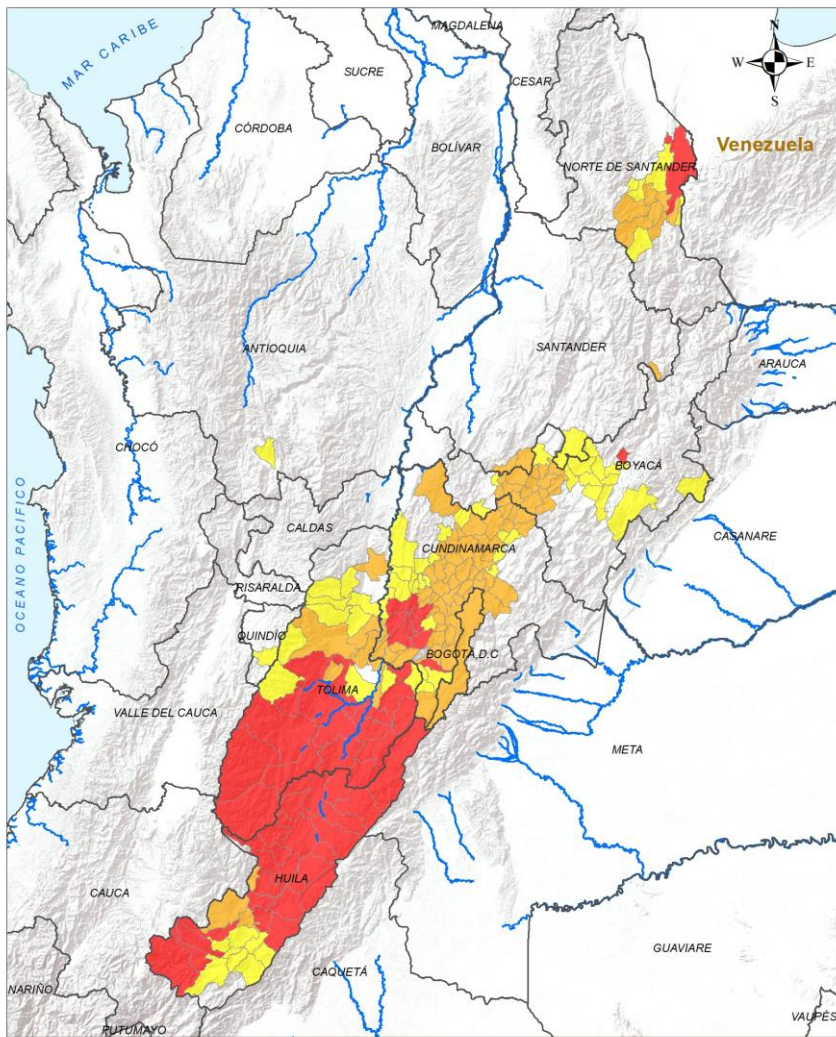 MAGDALENA
N
MAR CARIBE
SUCRE
CESAR
W
E
S
CÓRDOBA
BOLÍVAR
Venezuela
NORTE DE SANTANDER
ANTIOQUIA
SANTANDER
ARAUCA
CHOCÓ
BOYACÁ
OCEANO PACIFICO
CALDAS
CUNDINAMARCA
CASANARE
RISARALDA
QUINDÍO
BOGOTÁ, D.C
TOLIMA
VALLE DEL CAUCA
META
HUILA
CAUCA
GUAVIARE
CAQUETÁ
NARIÑO
PUTUMAYO
VAUPÉS